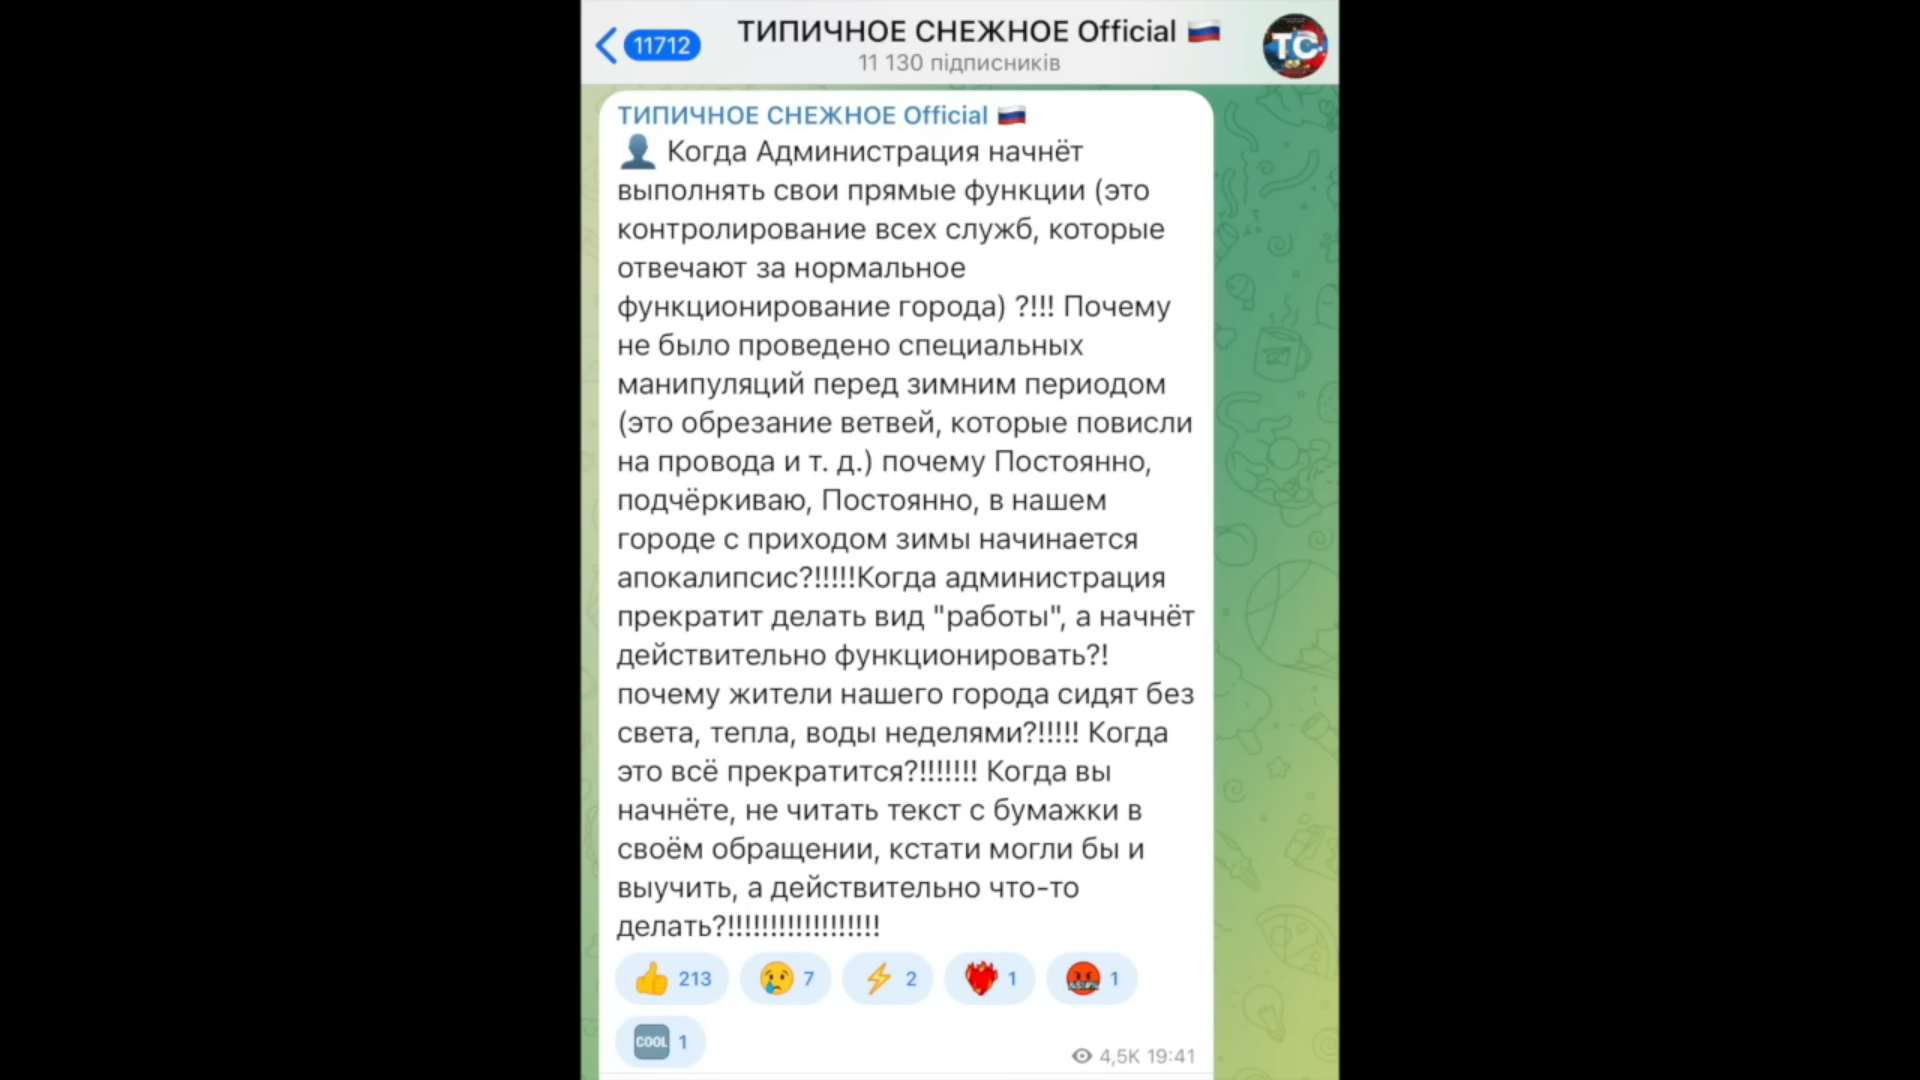 11712
ТИПИЧНОЕ СНЕЖНОЕ Official
11 130 підписників
ТС
ТИПИЧНОЕ СНЕЖНОЕ Official
Когда Администрация начнёт
выполнять свои прямые функции (это
контролирование всех служб, которые
отвечают за нормальное
функционирование города) ?!!! Почему
не было проведено специальных
манипуляций перед зимним периодом
(это обрезание ветвей, которые повисли
на провода и т. д.) почему Постоянно,
подчёркиваю, Постоянно, в нашем
городе с приходом зимы начинается
апокалипсис?!!!!!Когда администрация
прекратит делать вид "работы", а начнёт
действительно функционировать?!
почему жители нашего города сидят без
света, тепла, воды неделями?!!!!! Когда
это всё прекратится?!!!!!!! Когда вы
начнёте, не читать текст с бумажки в
своём обращении, кстати могли бы и
выучить, а действительно что-то
делать?!!!!!!!!!!!!!!!!!!
213 7 2 1 1
COOL 1
4,5K 19:41